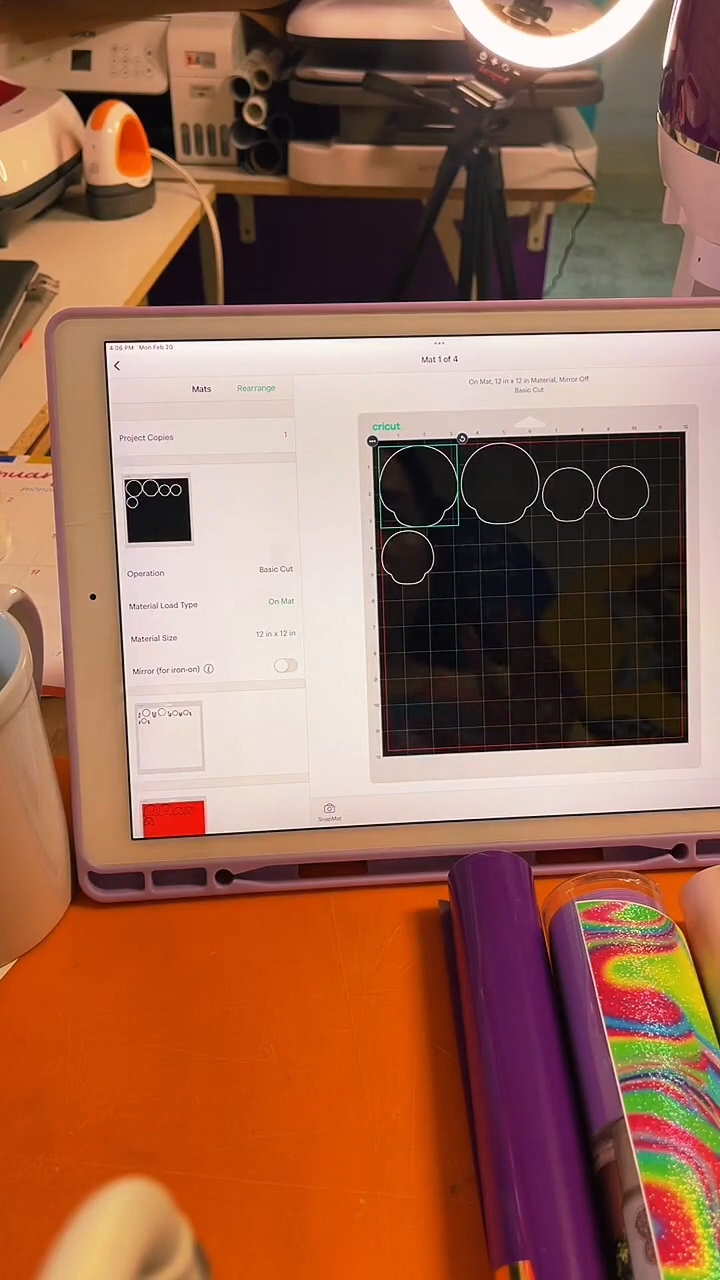 4:06 PM Mon Feb 20
Mat 1 of 4
Mats
Rearrange
On Mat, 12 in x 12 in Material, Mirror Off
Basic Cut
Project Copies
1
cricut
Operation
Basic Cut
Material Load Type
On Mat
Material Size
12 in x 12 in
Mirror (for iron-on)
SnapMat